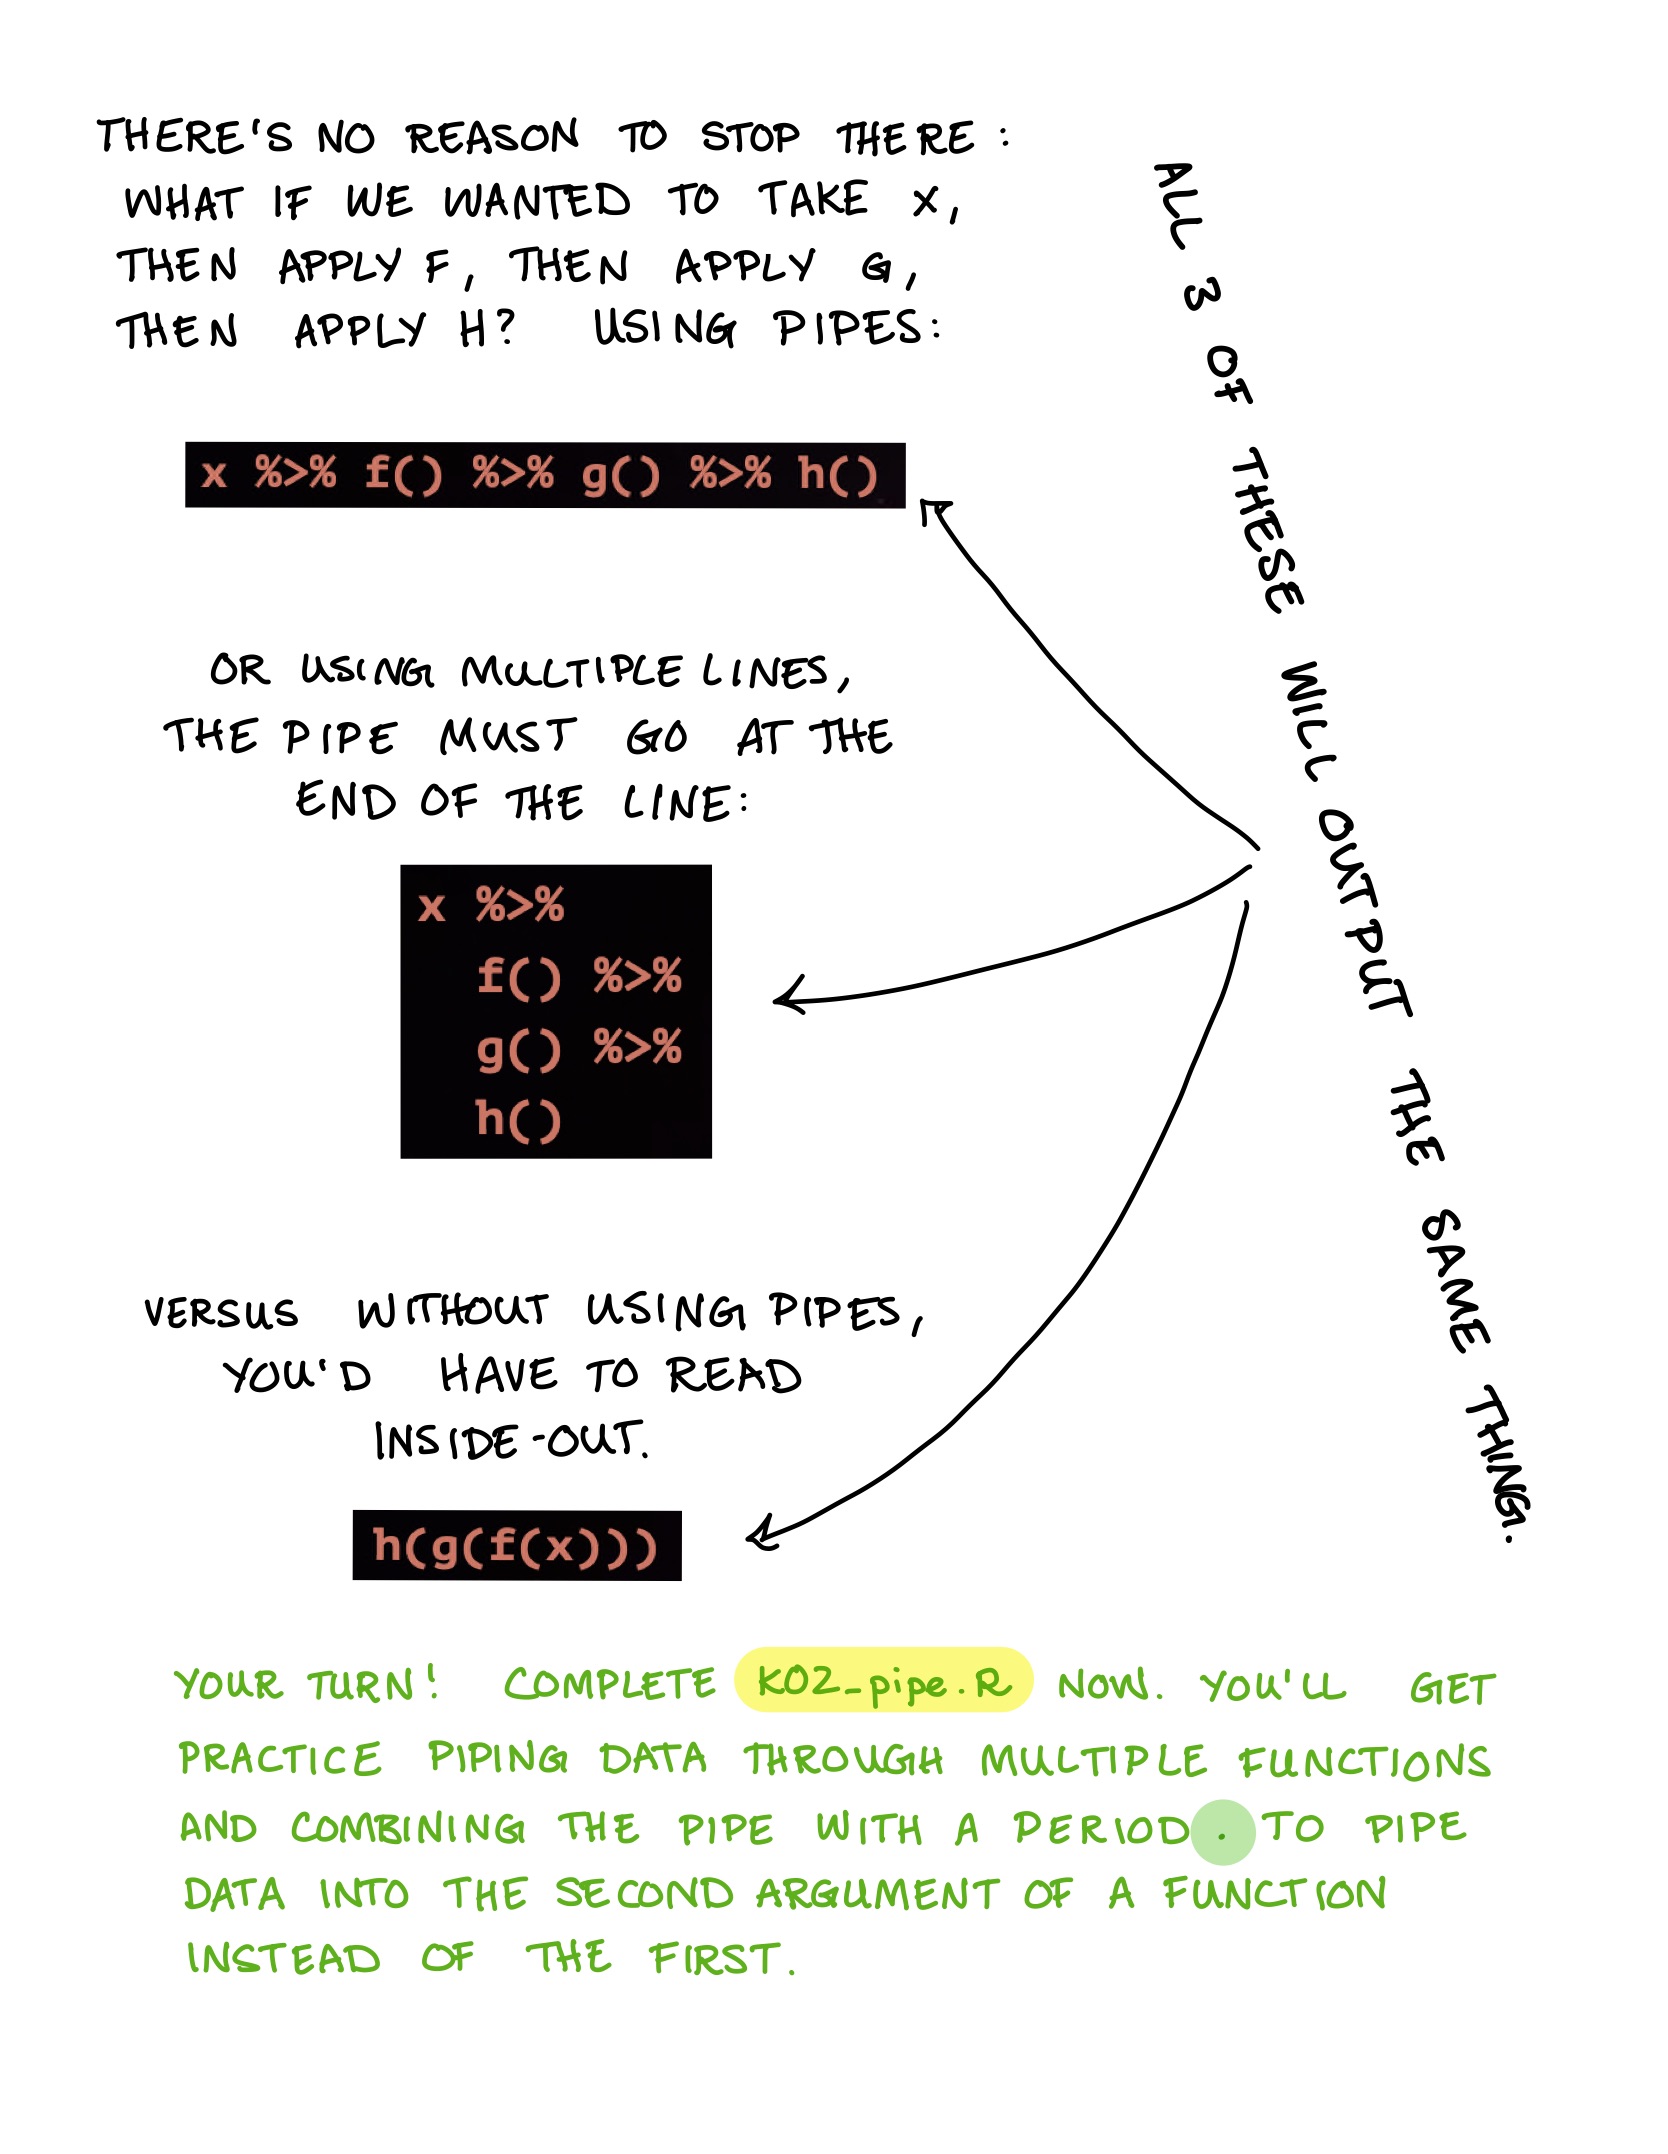 THERE'S NO REASON TO STOP THERE:
WHAT IF WE WANTED TO TAKE X,
THEN APPLY F, THEN APPLY G,
THEN APPLY H? USING PIPES:
x %>% f() %>% g() %>% h()
OR USING MULTIPLE LINES,
THE PIPE MUST GO AT THE
END OF THE LINE:
x %>%
  f() %>%
  g() %>%
  h()
VERSUS WITHOUT USING PIPES,
YOU'D HAVE TO READ
INSIDE-OUT.
h(g(f(x)))
ALL 3 OF THESE WILL OUTPUT THE SAME THING.
YOUR TURN! COMPLETE K02_pipe.R NOW. YOU'LL GET
PRACTICE PIPING DATA THROUGH MULTIPLE FUNCTIONS
AND COMBINING THE PIPE WITH A PERIOD . TO PIPE
DATA INTO THE SECOND ARGUMENT OF A FUNCTION
INSTEAD OF THE FIRST.